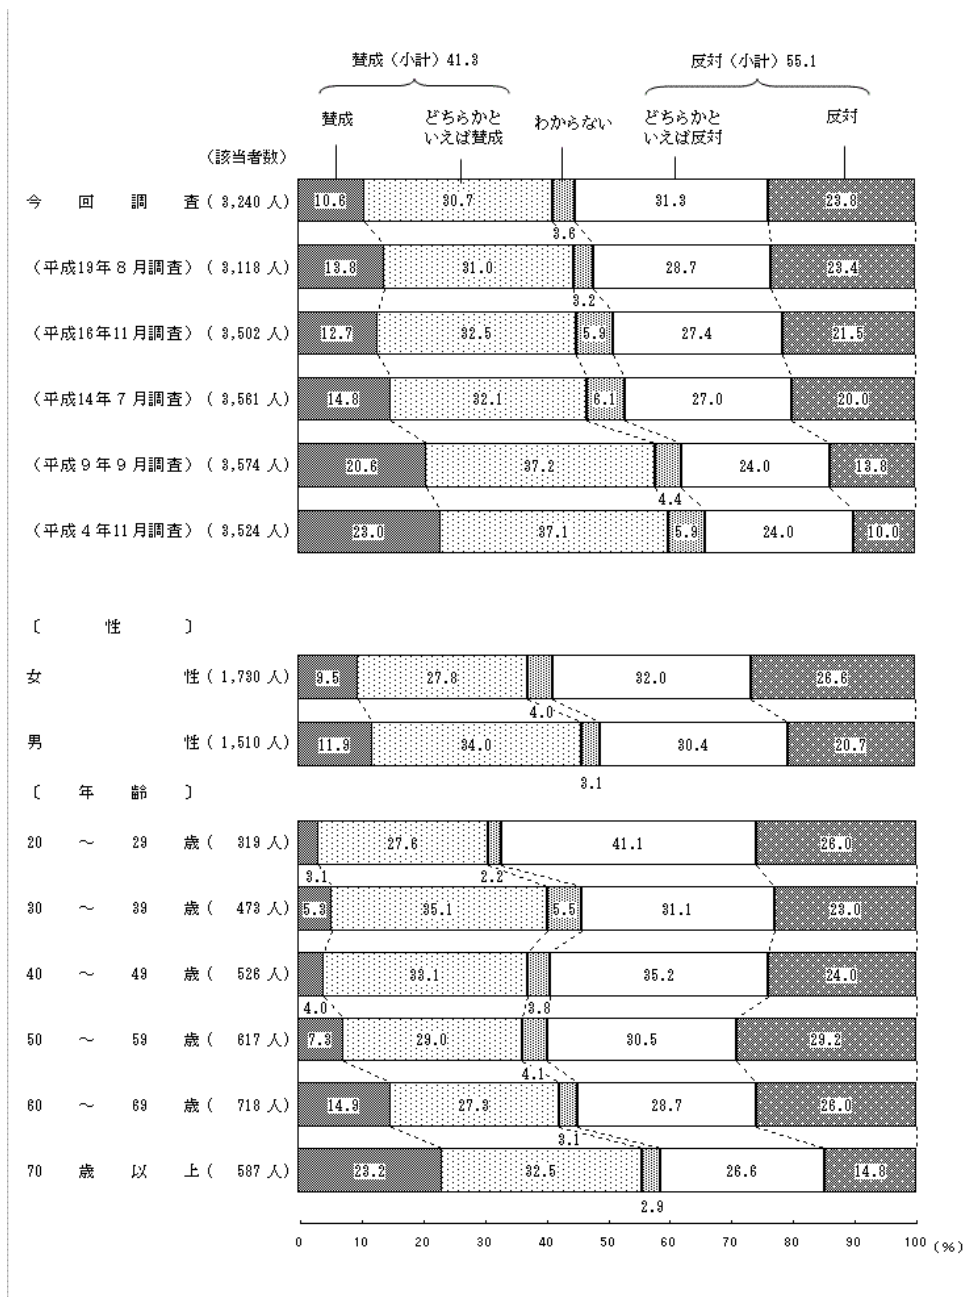 賛成（小計）41.3　反対（小計）55.1
賛成　どちらかと　わからない　どちらかと　反対
いえば賛成　いえば反対
（該当者数）
今回調査（3,240人）　10.6　30.7　31.3　23.8
3.6
（平成19年８月調査）（3,118人）　13.8　31.0　28.7　23.4
3.2
（平成16年11月調査）（3,502人）　12.7　32.5　5.9　27.4　21.5
（平成14年７月調査）（3,561人）　14.8　32.1　6.1　27.0　20.0
（平成９年９月調査）（3,574人）　20.6　37.2　24.0　13.8
4.4
（平成４年11月調査）（3,524人）　23.0　37.1　5.9　24.0　10.0
〔性〕
女性（1,730人）　9.5　27.8　32.0　26.6
4.0
男性（1,510人）　11.9　34.0　30.4　20.7
3.1
〔年齢〕
20～29歳（319人）　27.6　41.1　26.0
3.1　2.2
30～39歳（473人）　5.3　35.1　5.5　31.1　23.0
40～49歳（526人）　33.1　35.2　24.0
4.0　3.8
50～59歳（617人）　7.3　29.0　30.5　29.2
4.1
60～69歳（718人）　14.9　27.3　28.7　26.0
3.1
70歳以上（587人）　23.2　32.5　26.6　14.8
2.9
0　10　20　30　40　50　60　70　80　90　100（％）